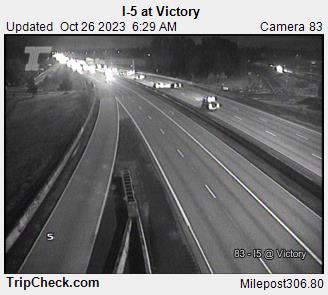 I-5 at Victory
Updated Oct 26 2023 6:29 AM Camera 83
T
S
83 - I5 @ Victory
TripCheck.com Milepost306.80